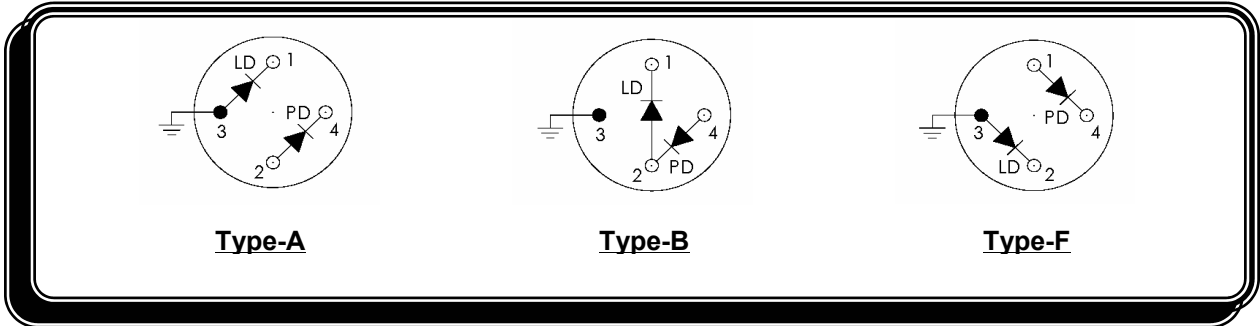 LD 1
PD
3 4
2
Type-A
1
LD
3 4
2 PD
Type-B
1
PD
3 4
LD 2
Type-F